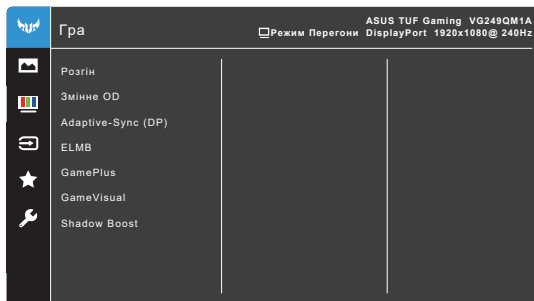 Гра
ASUS TUF Gaming VG249QM1A
Режим Перегони DisplayPort 1920x1080@ 240Hz
Розгін
Змінне OD
Adaptive-Sync (DP)
ELMB
GamePlus
GameVisual
Shadow Boost